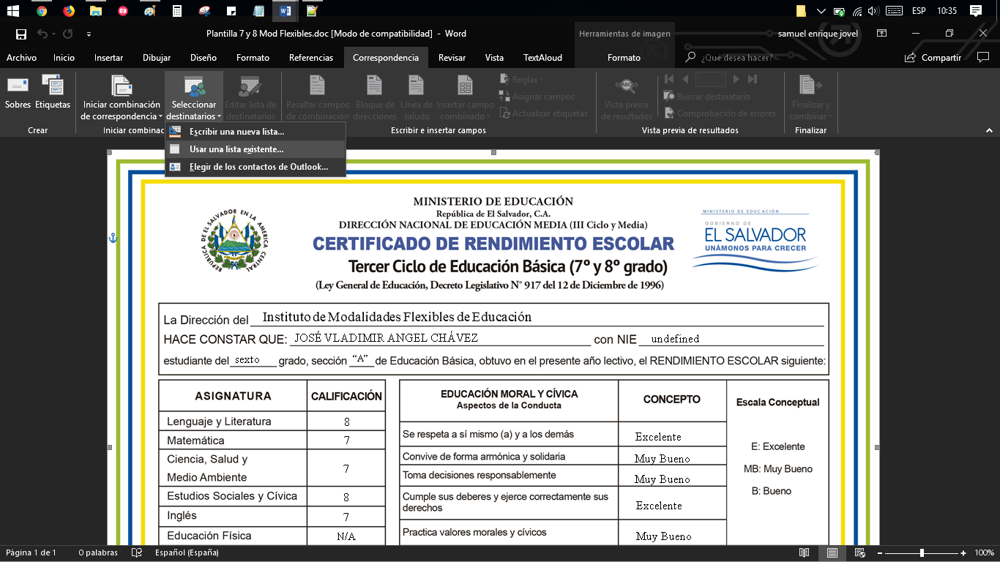 ESP 10:35
Plantilla 7 y 8 Mod Flexibles.doc [Modo de compatibilidad] - Word
Herramientas de imagen
samuel enrique jovel
Archivo Inicio Insertar Dibujar Diseño Formato Referencias Correspondencia Revisar Vista TextAloud Formato ¿Qué desea hacer? Compartir
Sobres Etiquetas
Iniciar combinación
de correspondencia
Seleccionar
destinatarios
Editar lista de
destinatarios
Resaltar campos
de combinación
Bloque de
direcciones
Línea de
saludo
Insertar campo
combinado
Reglas
Asignar campos
Actualizar etiquetas
Vista previa
de resultados
ABC
Buscar destinatario
Comprobación de errores
Finalizar y
combinar
Crear Iniciar combinac Escribir e insertar campos Vista previa de resultados Finalizar
Escribir una nueva lista...
Usar una lista existente...
Elegir de los contactos de Outlook...
REPÚBLICA DE EL SALVADOR EN LA AMÉRICA CENTRAL
MINISTERIO DE EDUCACIÓN
República de El Salvador, C.A.
DIRECCIÓN NACIONAL DE EDUCACIÓN MEDIA (III Ciclo y Media)
CERTIFICADO DE RENDIMIENTO ESCOLAR
Tercer Ciclo de Educación Básica (7º y 8º grado)
(Ley General de Educación, Decreto Legislativo N° 917 del 12 de Diciembre de 1996)
MINISTERIO DE EDUCACIÓN
GOBIERNO DE
EL SALVADOR
UNÁMONOS PARA CRECER
La Dirección del Instituto de Modalidades Flexibles de Educación
HACE CONSTAR QUE: JOSÉ VLADIMIR ANGEL CHÁVEZ con NIE undefined
estudiante del sexto grado, sección “A” de Educación Básica, obtuvo en el presente año lectivo, el RENDIMIENTO ESCOLAR siguiente:
ASIGNATURA CALIFICACIÓN
Lenguaje y Literatura 8
Matemática 7
Ciencia, Salud y
Medio Ambiente 7
Estudios Sociales y Cívica 8
Inglés 7
Educación Física N/A
EDUCACIÓN MORAL Y CÍVICA
Aspectos de la Conducta
CONCEPTO
Se respeta a sí mismo (a) y a los demás Excelente
Convive de forma armónica y solidaria Muy Bueno
Toma decisiones responsablemente Muy Bueno
Cumple sus deberes y ejerce correctamente sus
derechos Excelente
Practica valores morales y cívicos Muy Bueno
Escala Conceptual
E: Excelente
MB: Muy Bueno
B: Bueno
Página 1 de 1 0 palabras Español (España) 100%